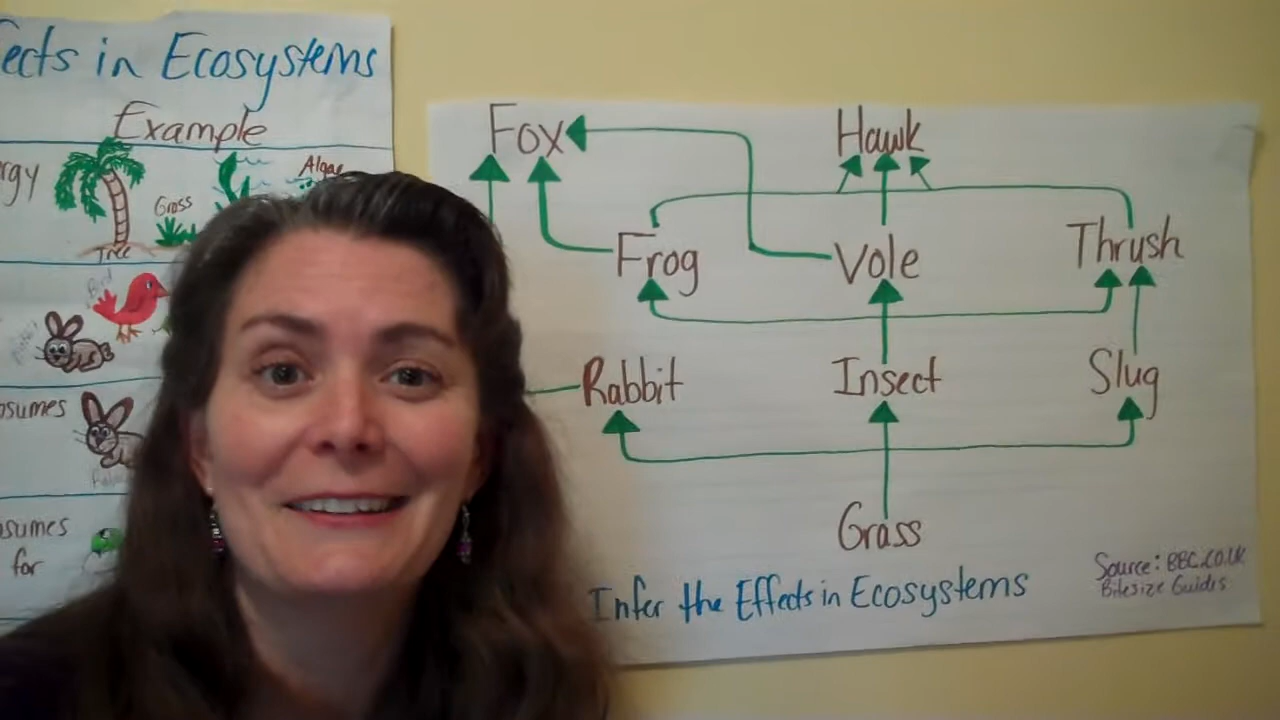 ects in Ecosystems
Example
rgy
Algae
Grass
Tree
Bird
sumes
sumes
for
Fox
Hawk
Frog
Vole
Thrush
Rabbit
Insect
Slug
Grass
Infer the Effects in Ecosystems
Source: BBC.co.uk
Bitesize Guides